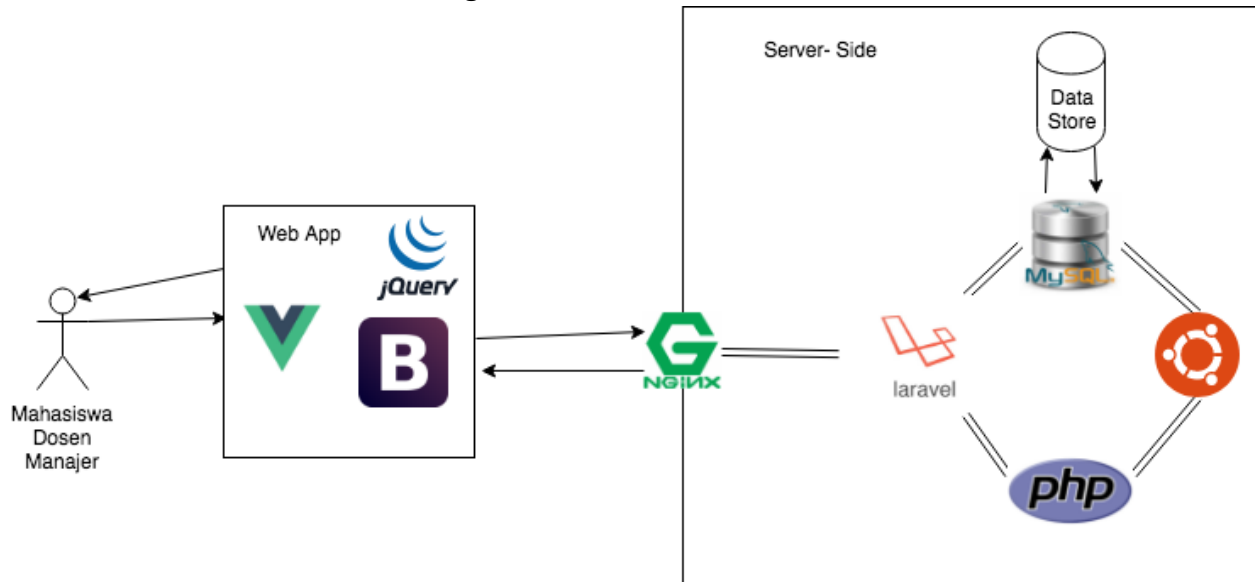 Server- Side
Data
Store
Web App
jQuery
MySQL
B
NGINX
laravel
Mahasiswa
Dosen
Manajer
php